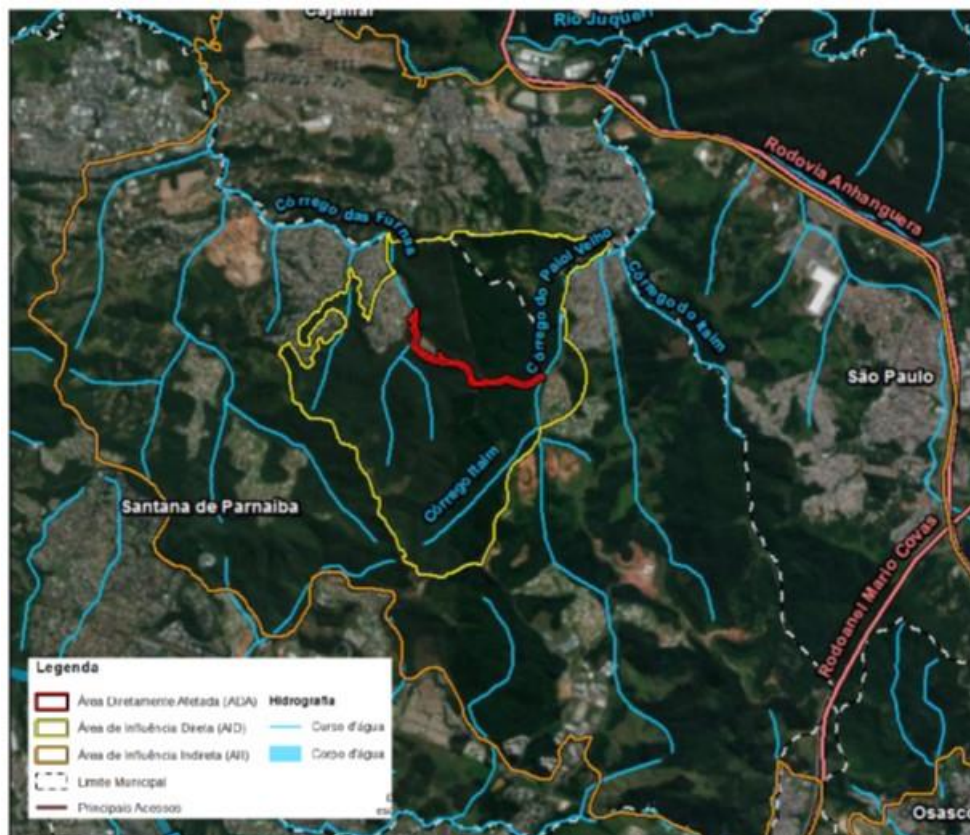 Cajamar
Rio Juqueri
Rodovia Anhanguera
Córrego das Furnas
Córrego do Paiol Velho
Córrego do Itaim
São Paulo
Córrego Itaim
Santana de Parnaíba
Rodoanel Mario Covas
Legenda
Área Diretamente Afetada (ADA)
Área de Influência Direta (AID)
Área de Influência Indireta (AII)
Limite Municipal
Principais Acessos
Hidrografia
Curso d'água
Corpo d'água
Osasco